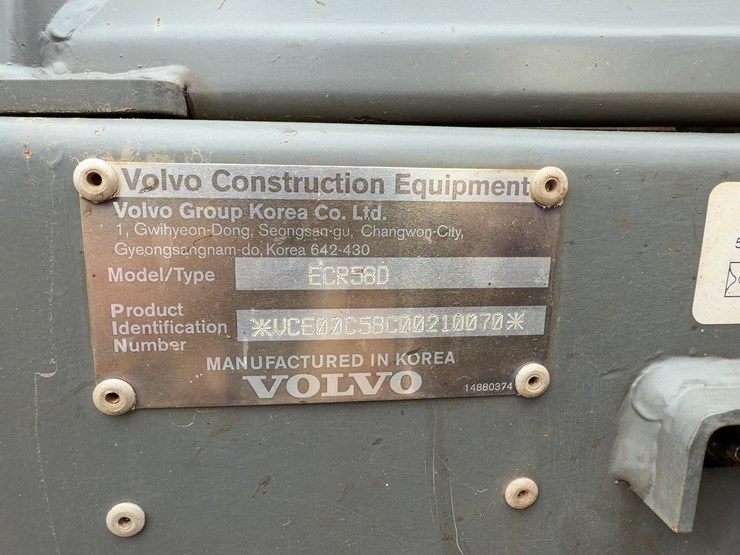 Volvo Construction Equipment
Volvo Group Korea Co. Ltd.
1, Gwihyeon-Dong, Seongsan-gu, Changwon-City,
Gyeongsangnam-do, Korea 642-430
Model/Type ECR58D
Product
Identification *VCE00C58C00210070*
Number
MANUFACTURED IN KOREA
VOLVO
14880374